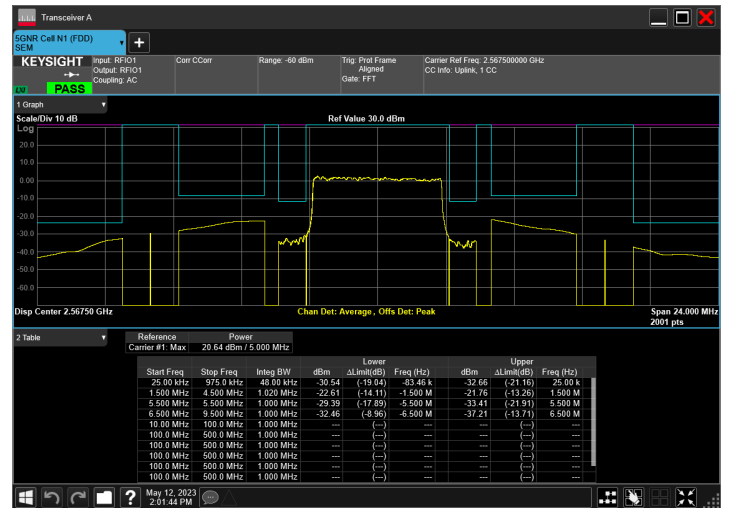 Transceiver A
5GNR Cell N1 (FDD)
SEM
KEYSIGHT
Input: RFIO1
Output: RFIO1
Coupling: AC
Corr CCorr
Range: -60 dBm
Trig: Prot Frame
Aligned
Gate: FFT
Carrier Ref Freq: 2.567500000 GHz
CC Info: Uplink, 1 CC
LXI
PASS
1 Graph
Scale/Div 10 dB
Ref Value 30.0 dBm
Log
20.0
10.0
0.00
-10.0
-20.0
-30.0
-40.0
-50.0
-60.0
Disp Center 2.56750 GHz
Chan Det: Average , Offs Det: Peak
Span 24.000 MHz
2001 pts
2 Table
Reference Power
Carrier #1: Max 20.64 dBm / 5.000 MHz
Lower Upper
Start Freq Stop Freq Integ BW dBm ΔLimit(dB) Freq (Hz) dBm ΔLimit(dB) Freq (Hz)
25.00 kHz 975.0 kHz 48.00 kHz -30.54 (-19.04) -83.46 k -32.66 (-21.16) 25.00 k
1.500 MHz 4.500 MHz 1.020 MHz -22.61 (-14.11) -1.500 M -21.76 (-13.26) 1.500 M
5.500 MHz 5.500 MHz 1.000 MHz -29.39 (-17.89) -5.500 M -33.41 (-21.91) 5.500 M
6.500 MHz 9.500 MHz 1.000 MHz -32.46 (-8.96) -6.500 M -37.21 (-13.71) 6.500 M
10.00 MHz 100.0 MHz 1.000 MHz --- (---) --- --- (---) ---
100.0 MHz 500.0 MHz 1.000 MHz --- (---) --- --- (---) ---
100.0 MHz 500.0 MHz 1.000 MHz --- (---) --- --- (---) ---
100.0 MHz 500.0 MHz 1.000 MHz --- (---) --- --- (---) ---
100.0 MHz 500.0 MHz 1.000 MHz --- (---) --- --- (---) ---
100.0 MHz 500.0 MHz 1.000 MHz --- (---) --- --- (---) ---
May 12, 2023
2:01:44 PM